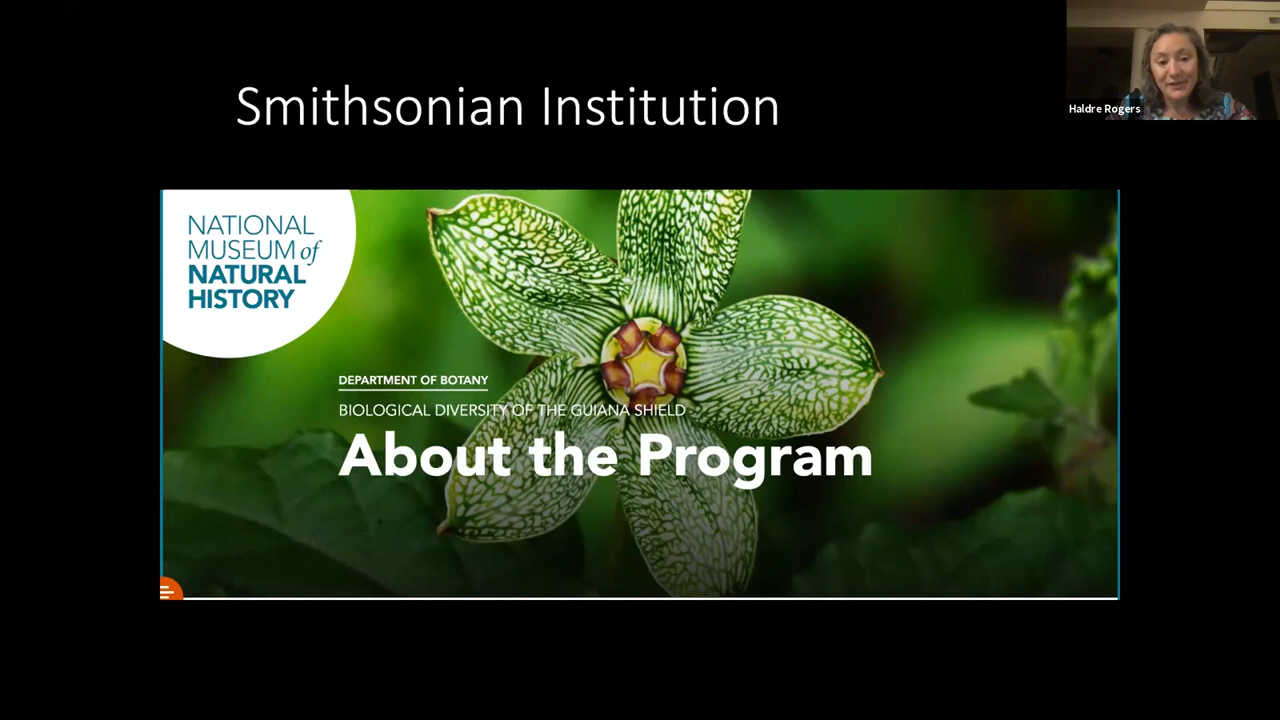 Smithsonian Institution
Haldre Rogers
NATIONAL
MUSEUM of
NATURAL
HISTORY
DEPARTMENT OF BOTANY
BIOLOGICAL DIVERSITY OF THE GUIANA SHIELD
About the Program